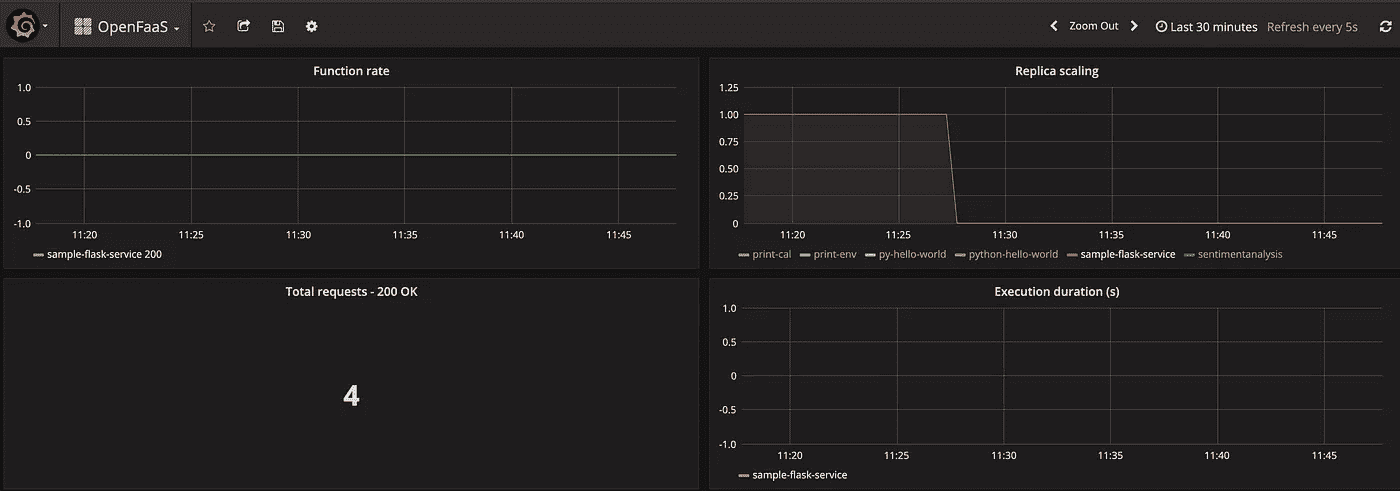 OpenFaaS
Zoom Out
Last 30 minutes
Refresh every 5s
Function rate
1.0
0.5
0
-0.5
-1.0
11:20 11:25 11:30 11:35 11:40 11:45
sample-flask-service 200
Replica scaling
1.25
1.00
0.75
0.50
0.25
0
11:20 11:25 11:30 11:35 11:40 11:45
print-cal print-env py-hello-world python-hello-world sample-flask-service sentimentanalysis
Total requests - 200 OK
4
Execution duration (s)
1.0
0.5
0
-0.5
-1.0
11:20 11:25 11:30 11:35 11:40 11:45
sample-flask-service